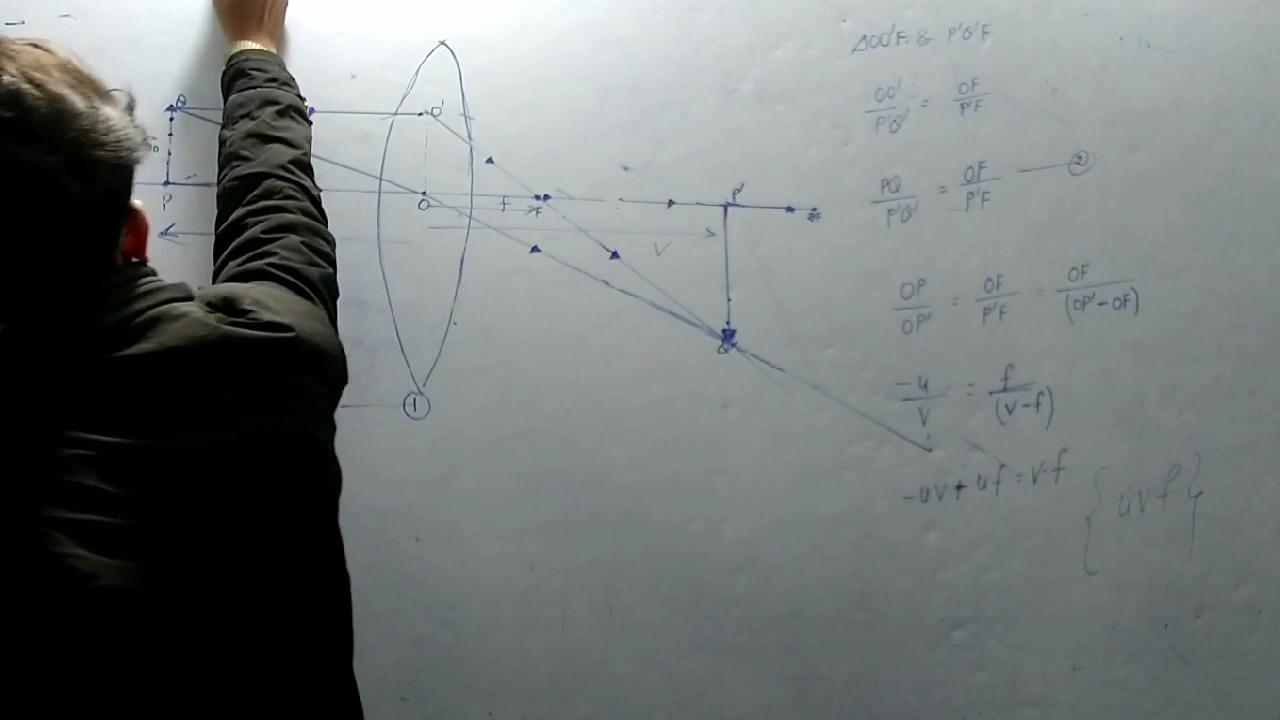 Q
O'
P
O
f
F
P'
V
Q'
1
ΔOO'F & P'Q'F
OO'/P'Q' = OF/P'F
PQ/P'Q' = OF/P'F — 2
OP/OP' = OF/P'F = OF/(OP'-OF)
-u/v = f/(v-f)
-uv + uf = v.f {uvf}